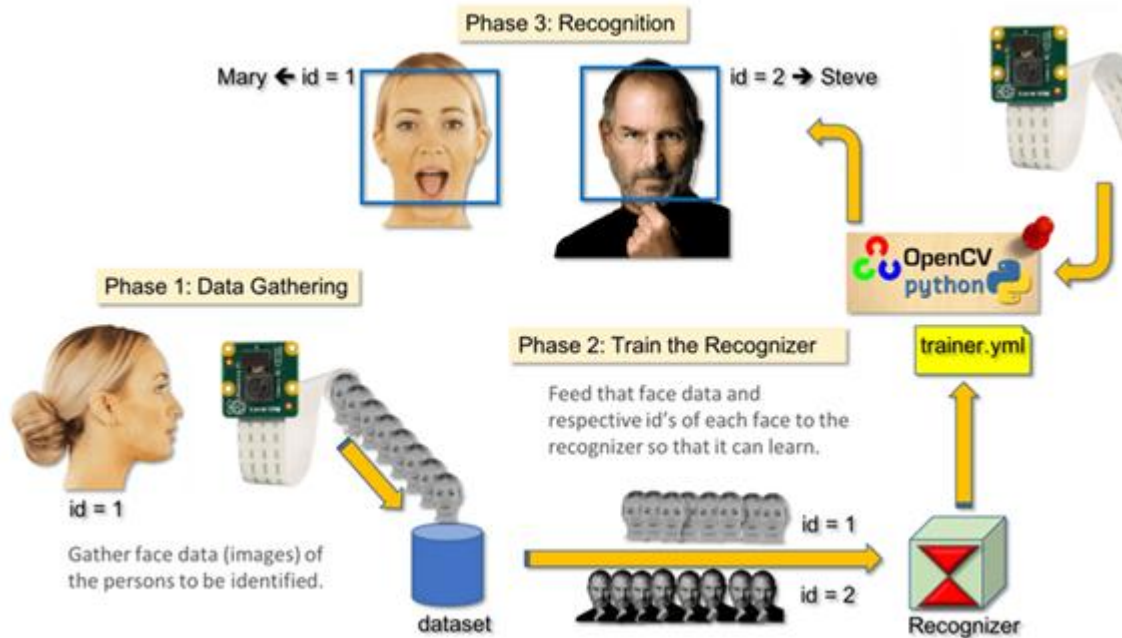 Phase 3: Recognition
Mary ← id = 1
id = 2 → Steve
OpenCV
python
Phase 1: Data Gathering
id = 1
Gather face data (images) of
the persons to be identified.
dataset
Phase 2: Train the Recognizer
Feed that face data and
respective id's of each face to the
recognizer so that it can learn.
id = 1
id = 2
trainer.yml
Recognizer